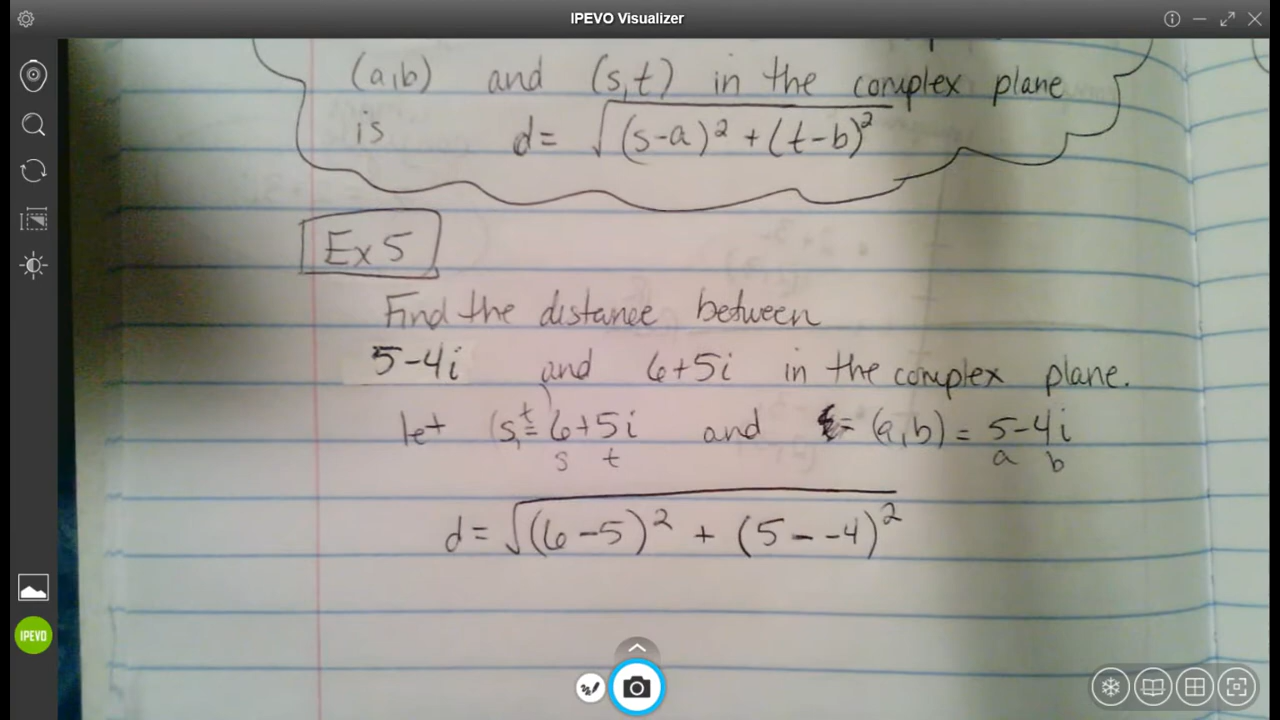 IPEVO Visualizer
(a,b) and (s,t) in the complex plane
is d= √(s-a)² + (t-b)²
Ex 5
Find the distance between
5-4i and 6+5i in the complex plane.
let (s,t = 6+5i and = (a,b) = 5-4i
s t a b
d= √(6-5)² + (5--4)²
IPEVO